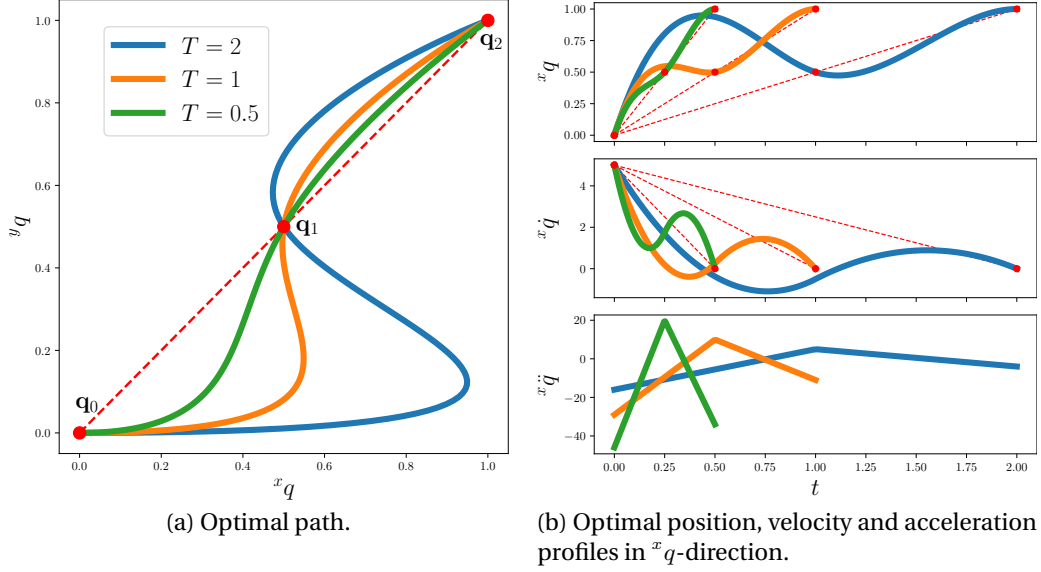 T = 2
T = 1
T = 0.5
q₀
q₁
q₂
1.0
0.8
0.6
0.4
0.2
0.0
ʸq
0.0 0.2 0.4 0.6 0.8 1.0
ˣq
(a) Optimal path.
1.00
0.75
0.50
0.25
0.00
ˣq
4
2
0
ˣq̇
20
0
−20
−40
ˣq̈
0.00 0.25 0.50 0.75 1.00 1.25 1.50 1.75 2.00
t
(b) Optimal position, velocity and acceleration
profiles in ˣq-direction.